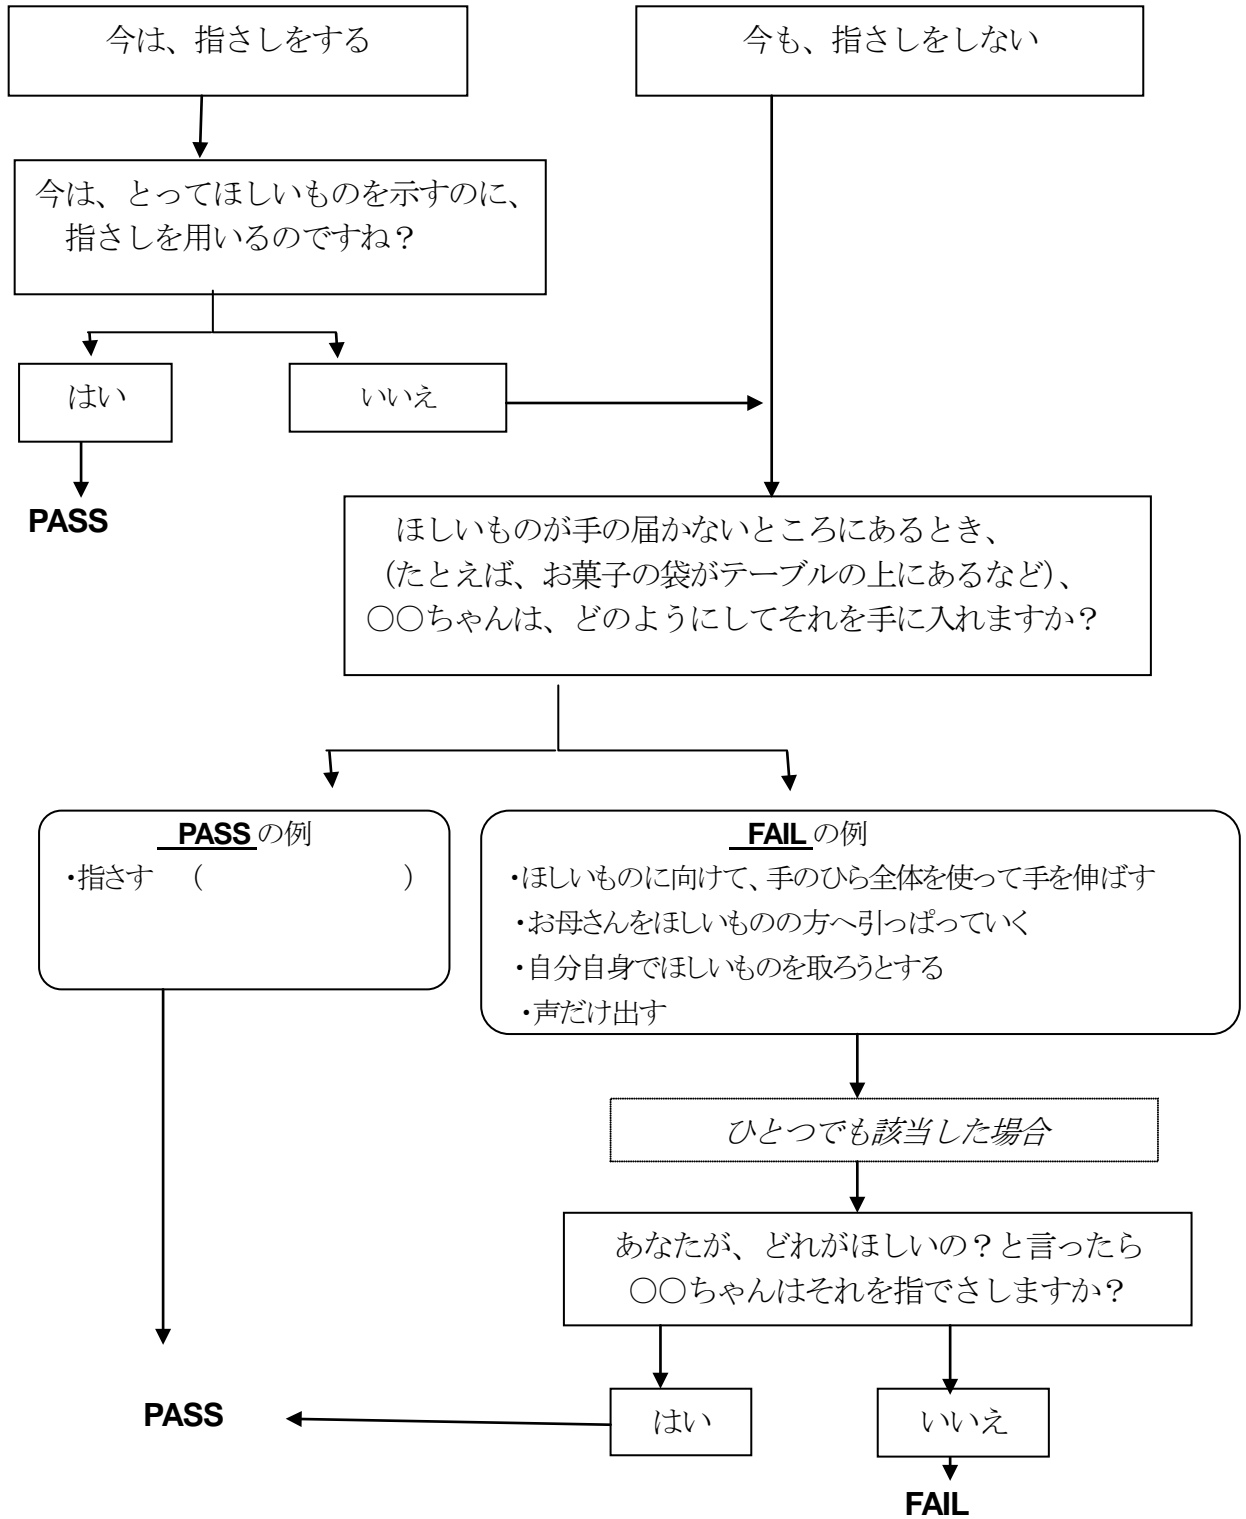 今は、指さしをする
今も、指さしをしない
今は、とってほしいものを示すのに、
指さしを用いるのですね？
はい
いいえ
PASS
ほしいものが手の届かないところにあるとき、
（たとえば、お菓子の袋がテーブルの上にあるなど）、
〇〇ちゃんは、どのようにしてそれを手に入れますか？
PASS の例
・指さす （ ）
FAIL の例
・ほしいものに向けて、手のひら全体を使って手を伸ばす
・お母さんをほしいものの方へ引っぱっていく
・自分自身でほしいものを取ろうとする
・声だけ出す
ひとつでも該当した場合
あなたが、どれがほしいの？と言ったら
〇〇ちゃんはそれを指でさしますか？
PASS
はい
いいえ
FAIL